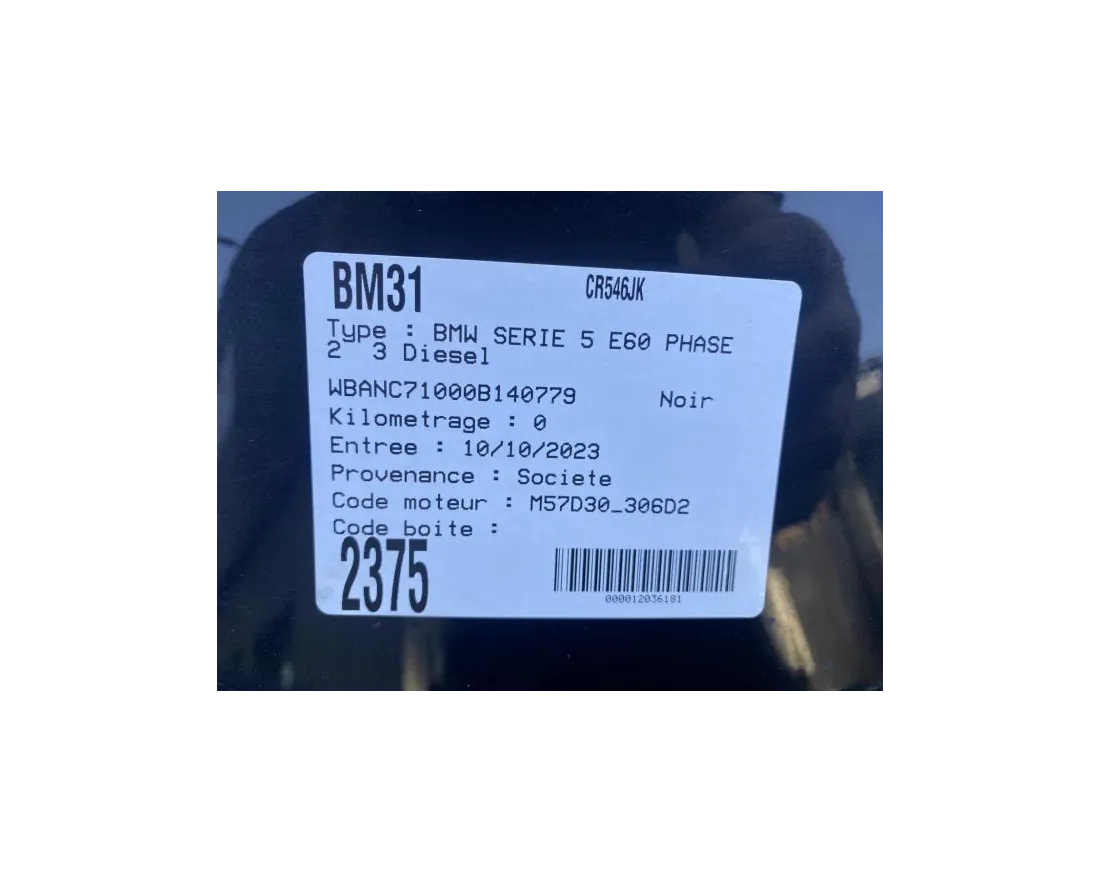 BM31 CR546JK
Type : BMW SERIE 5 E60 PHASE
2 3 Diesel
WBANC71000B140779 Noir
Kilometrage : 0
Entree : 10/10/2023
Provenance : Societe
Code moteur : M57D30_306D2
Code boite :
2375
000012036181